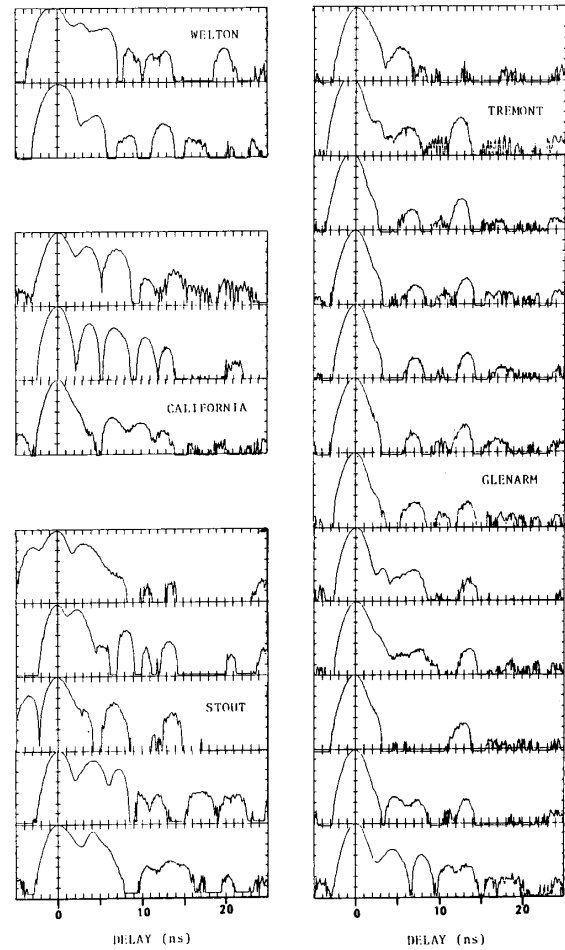 WELTON
CALIFORNIA
STOUT
0 10 20
DELAY (ns)
TREMONT
GLENARM
0 10 20
DELAY (ns)